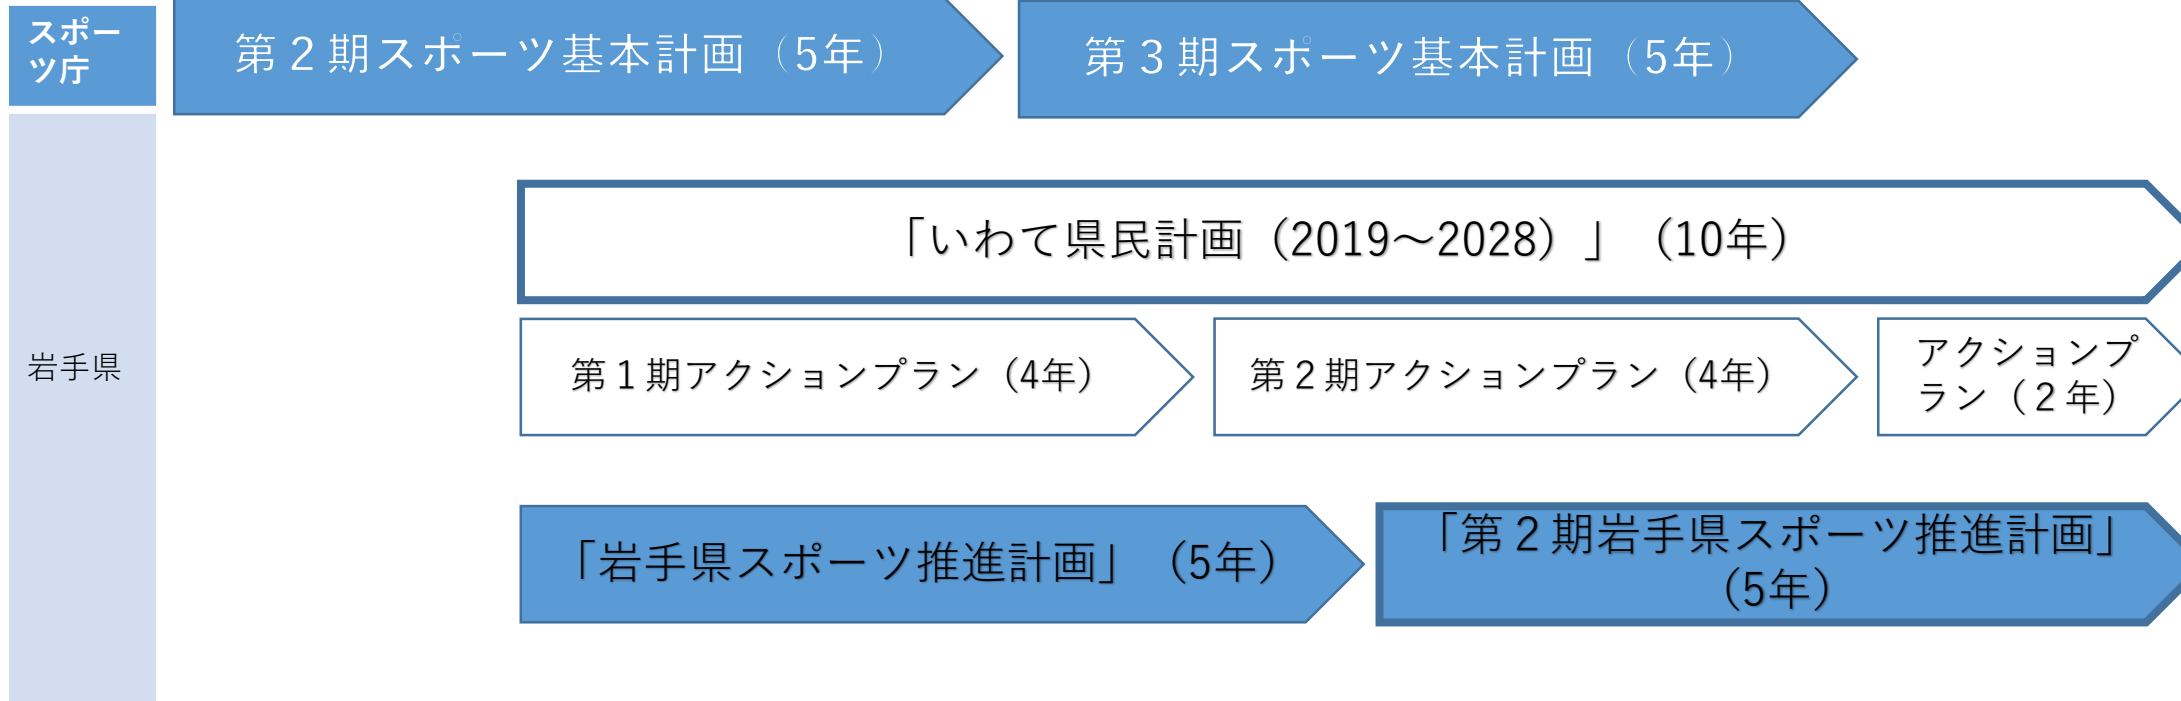 スポー
ツ庁
第２期スポーツ基本計画（5年）
第３期スポーツ基本計画（5年）
岩手県
「いわて県民計画（2019～2028）」（10年）
第１期アクションプラン（4年）
第２期アクションプラン（4年）
アクションプ
ラン（２年）
「岩手県スポーツ推進計画」（5年）
「第２期岩手県スポーツ推進計画」
（5年）